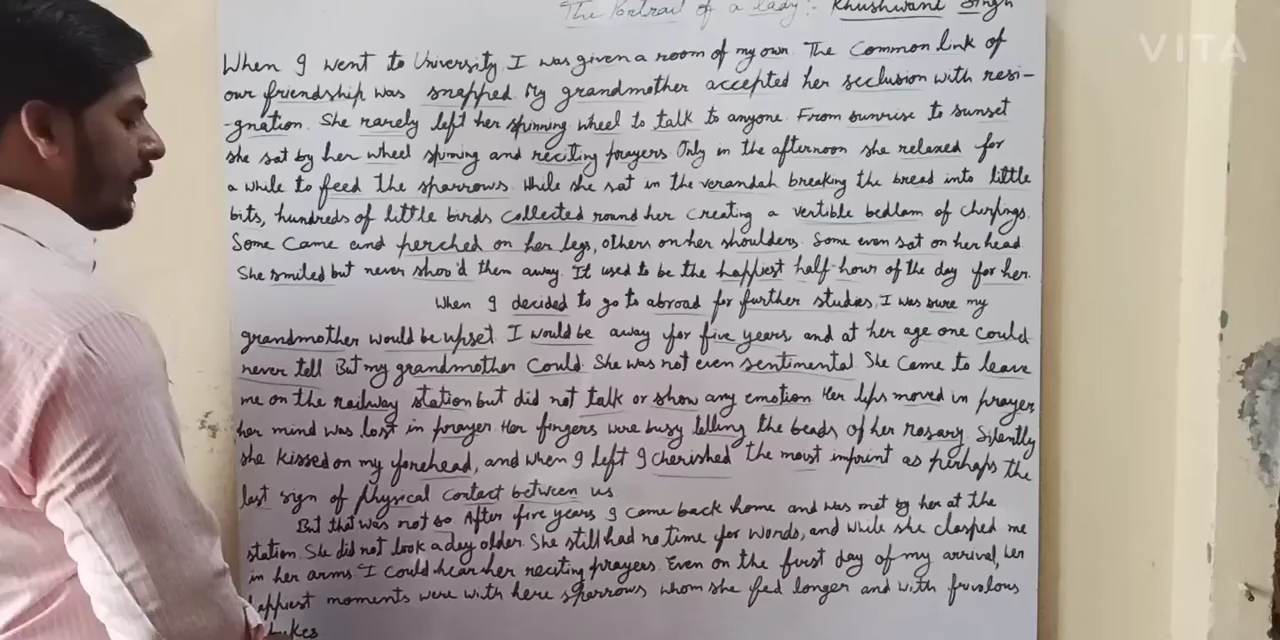 The Portrait of a lady :- Khushwant Singh
VITA
When I went to University I was given a room of my own. The Common link of
our friendship was snapped. My grandmother accepted her seclusion with resi-
-gnation. She rarely left her spinning wheel to talk to anyone. From sunrise to sunset
she sat by her wheel spinning and reciting prayers. Only in the afternoon she relaxed for
a while to feed the sparrows. While she sat in the verandah breaking the bread into little
bits, hundreds of little birds collected round her creating a vertible bedlam of chirpings.
Some Came and perched on her legs, others on her shoulders. Some even sat on her head
She smiled but never shoo'd them away. It used to be the happiest half-hour of the day for her.
When I decided to go to abroad for further studies, I was sure my
grandmother would be upset I would be away for five years, and at her age one could
never tell But my grandmother Could. She was not even sentimental. She Came to leave
me on the railway station but did not talk or show any emotion Her lips moved in prayer
her mind was lost in prayer. Her fingers were busy telling the beads of her rosary. Silently
she kissed on my forehead, and when I left I cherished the moist imprint as perhaps the
last sign of physical contact between us
But that was not so After five years I came back home and was met by her at the
station. She did not look a day older. She still had no time for words, and while she clasped me
in her arms I could hear her reciting prayers. Even on the first day of my arrival, her
happiest moments were with here sparrows whom she fed longer and with frivolous